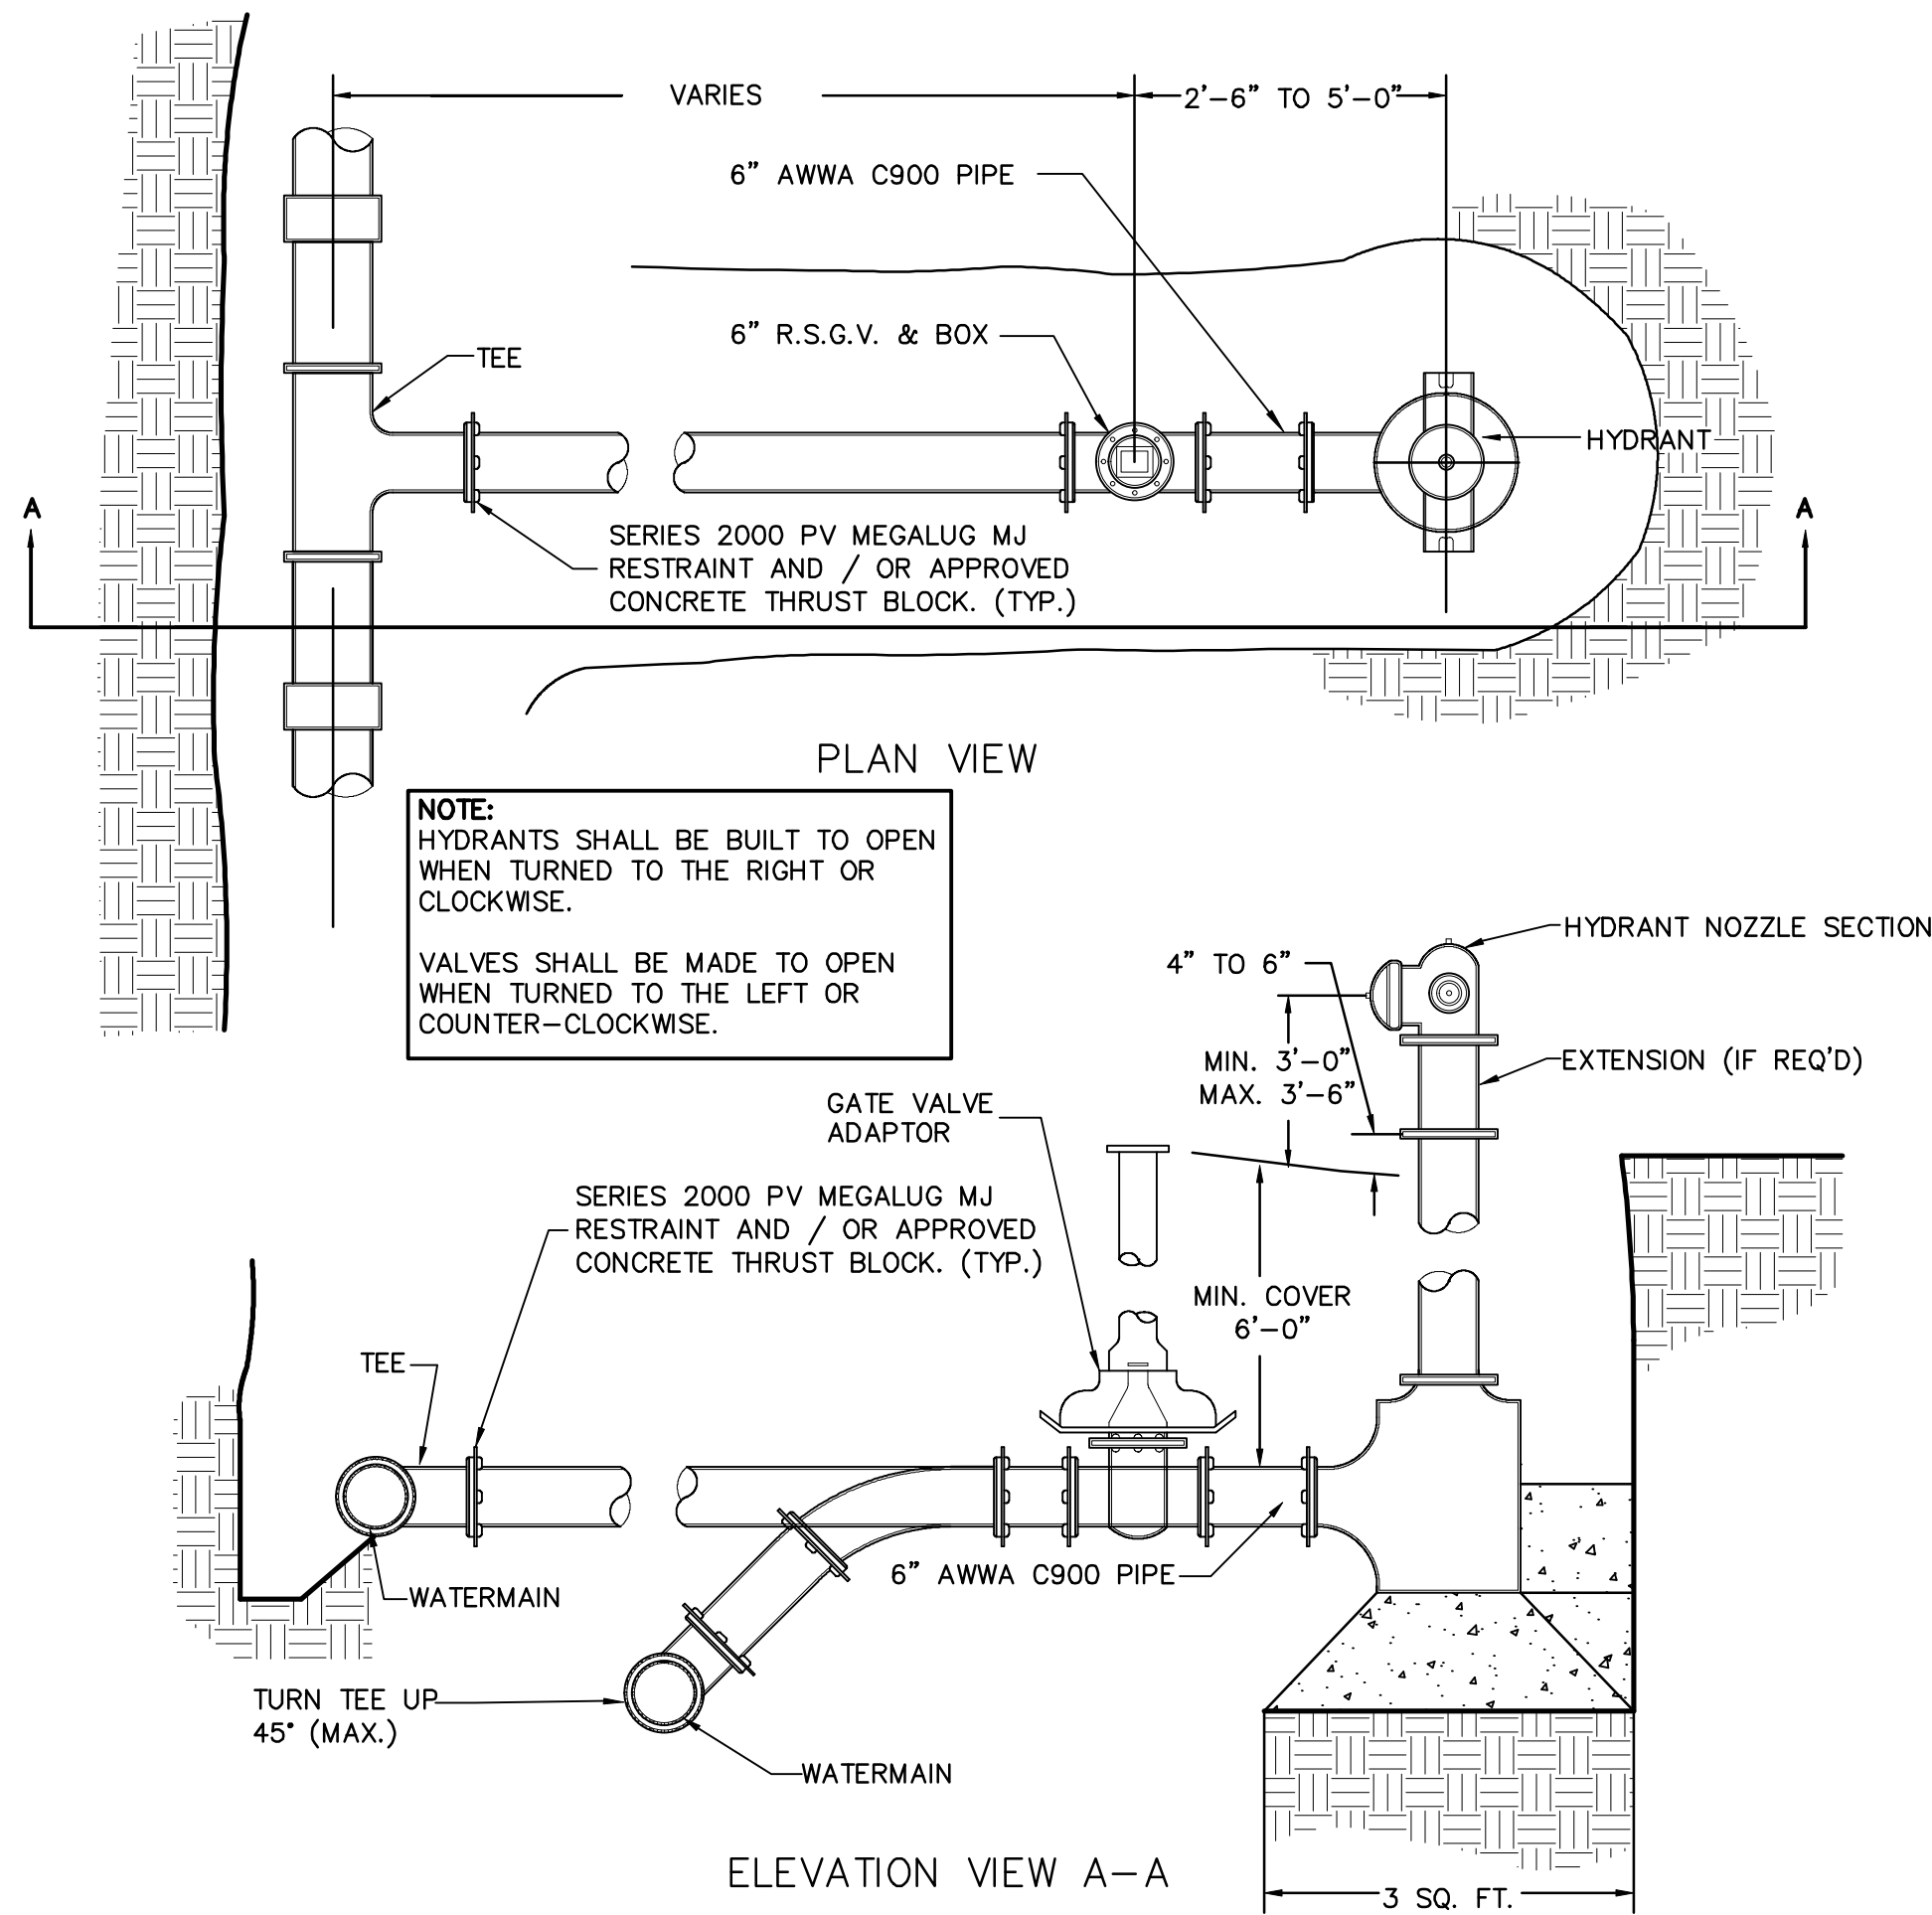 VARIES
2'-6" TO 5'-0"
6" AWWA C900 PIPE
6" R.S.G.V. & BOX
TEE
HYDRANT
A
A
SERIES 2000 PV MEGALUG MJ
RESTRAINT AND / OR APPROVED
CONCRETE THRUST BLOCK. (TYP.)
PLAN VIEW
NOTE:
HYDRANTS SHALL BE BUILT TO OPEN
WHEN TURNED TO THE RIGHT OR
CLOCKWISE.
VALVES SHALL BE MADE TO OPEN
WHEN TURNED TO THE LEFT OR
COUNTER-CLOCKWISE.
HYDRANT NOZZLE SECTION
4" TO 6"
MIN. 3'-0"
MAX. 3'-6"
EXTENSION (IF REQ'D)
GATE VALVE
ADAPTOR
SERIES 2000 PV MEGALUG MJ
RESTRAINT AND / OR APPROVED
CONCRETE THRUST BLOCK. (TYP.)
MIN. COVER
6'-0"
TEE
6" AWWA C900 PIPE
WATERMAIN
TURN TEE UP
45° (MAX.)
WATERMAIN
ELEVATION VIEW A-A
3 SQ. FT.